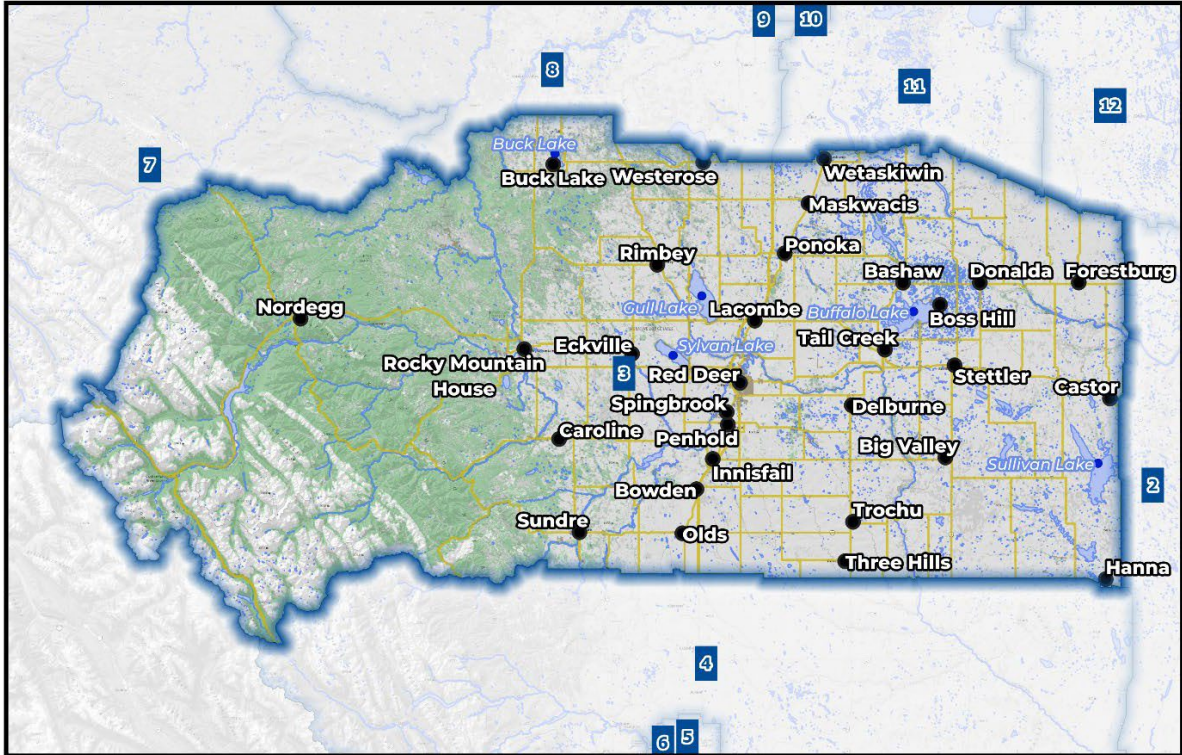 9
10
8
11
12
7
Buck Lake
Buck Lake
Westerose
Wetaskiwin
Maskwacis
Rimbey
Ponoka
Bashaw
Donalda
Forestburg
Nordegg
Gull Lake
Lacombe
Buffalo Lake
Boss Hill
Rocky Mountain
House
Eckville
Sylvan Lake
Tail Creek
3
Red Deer
Stettler
Castor
Spingbrook
Delburne
Caroline
Penhold
Big Valley
Innisfail
Sullivan Lake
2
Bowden
Sundre
Olds
Trochu
Three Hills
Hanna
4
6
5